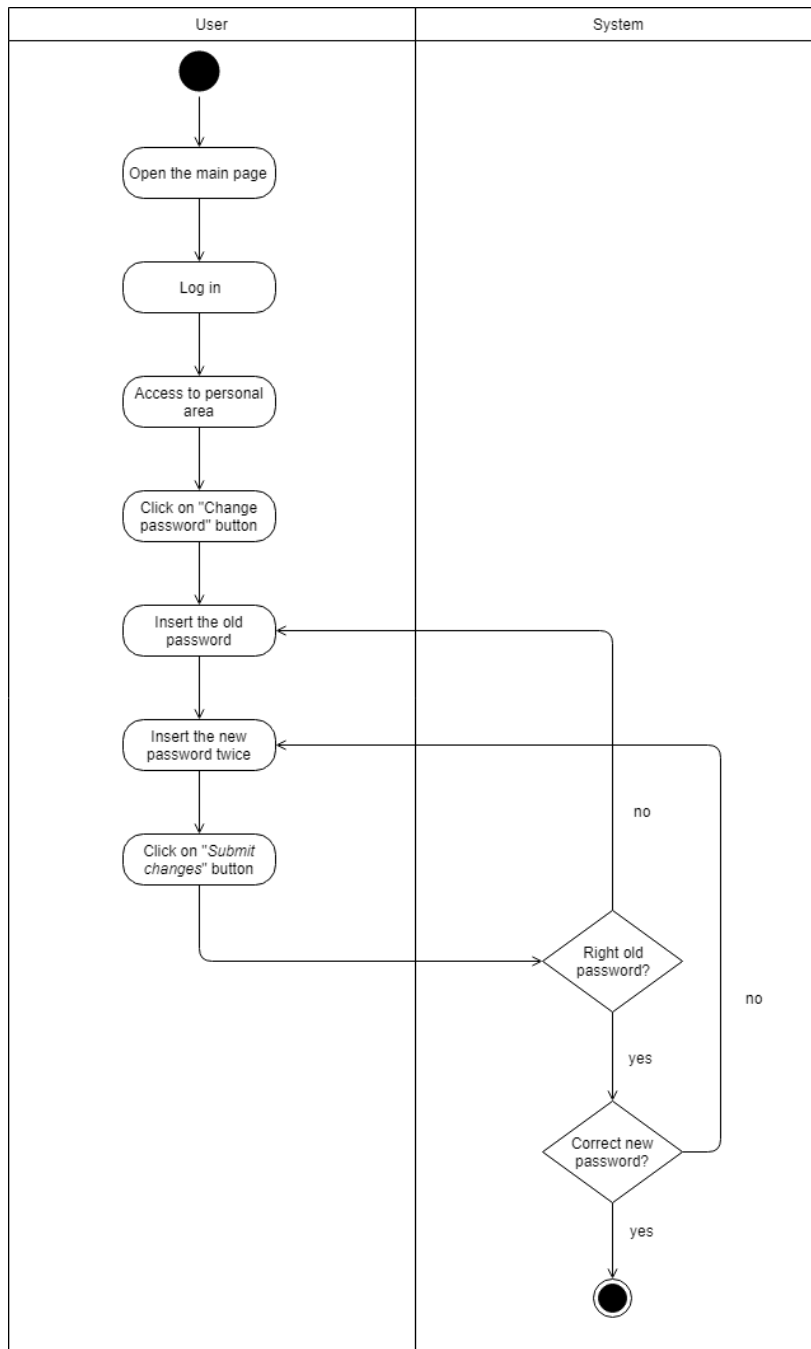 User
System
Open the main page
Log in
Access to personal
area
Click on "Change
password" button
Insert the old
password
Insert the new
password twice
no
Click on "Submit
changes" button
Right old
password?
no
yes
Correct new
password?
yes